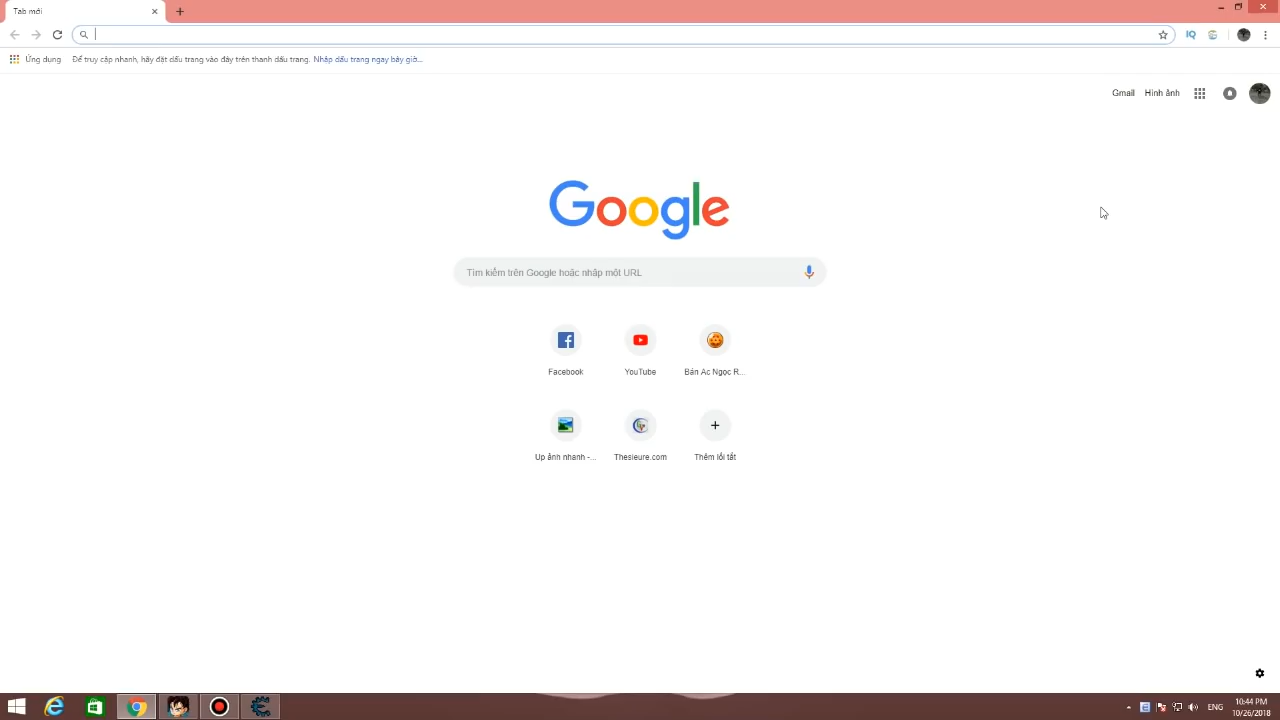 Tab mới
Ứng dụng
Để truy cập nhanh, hãy đặt dấu trang vào đây trên thanh dấu trang. Nhập dấu trang ngay bây giờ...
Gmail Hình ảnh
Google
Tìm kiếm trên Google hoặc nhập một URL
Facebook YouTube Bán Ac Ngọc R...
Up ảnh nhanh -... Thesieure.com Thêm lối tắt
IQ
ENG
10:44 PM
10/26/2018